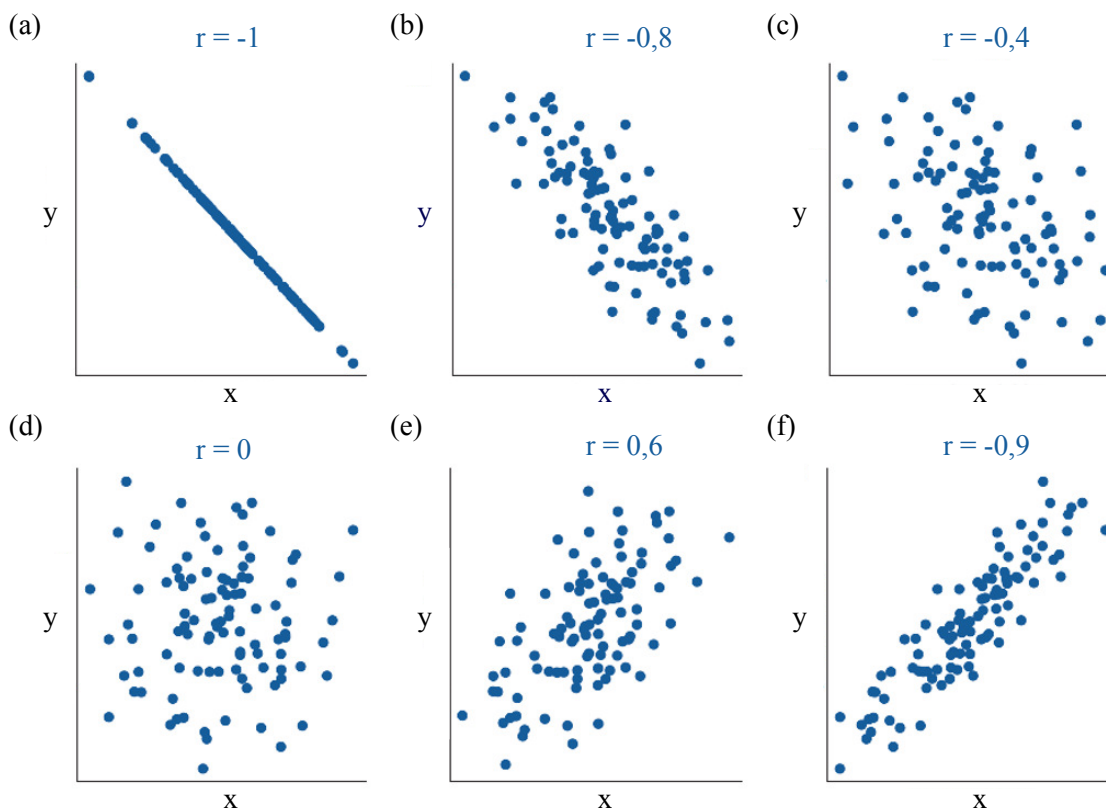 (a)
r = -1
y
x
(b)
r = -0,8
y
x
(c)
r = -0,4
y
x
(d)
r = 0
y
x
(e)
r = 0,6
y
x
(f)
r = -0,9
y
x